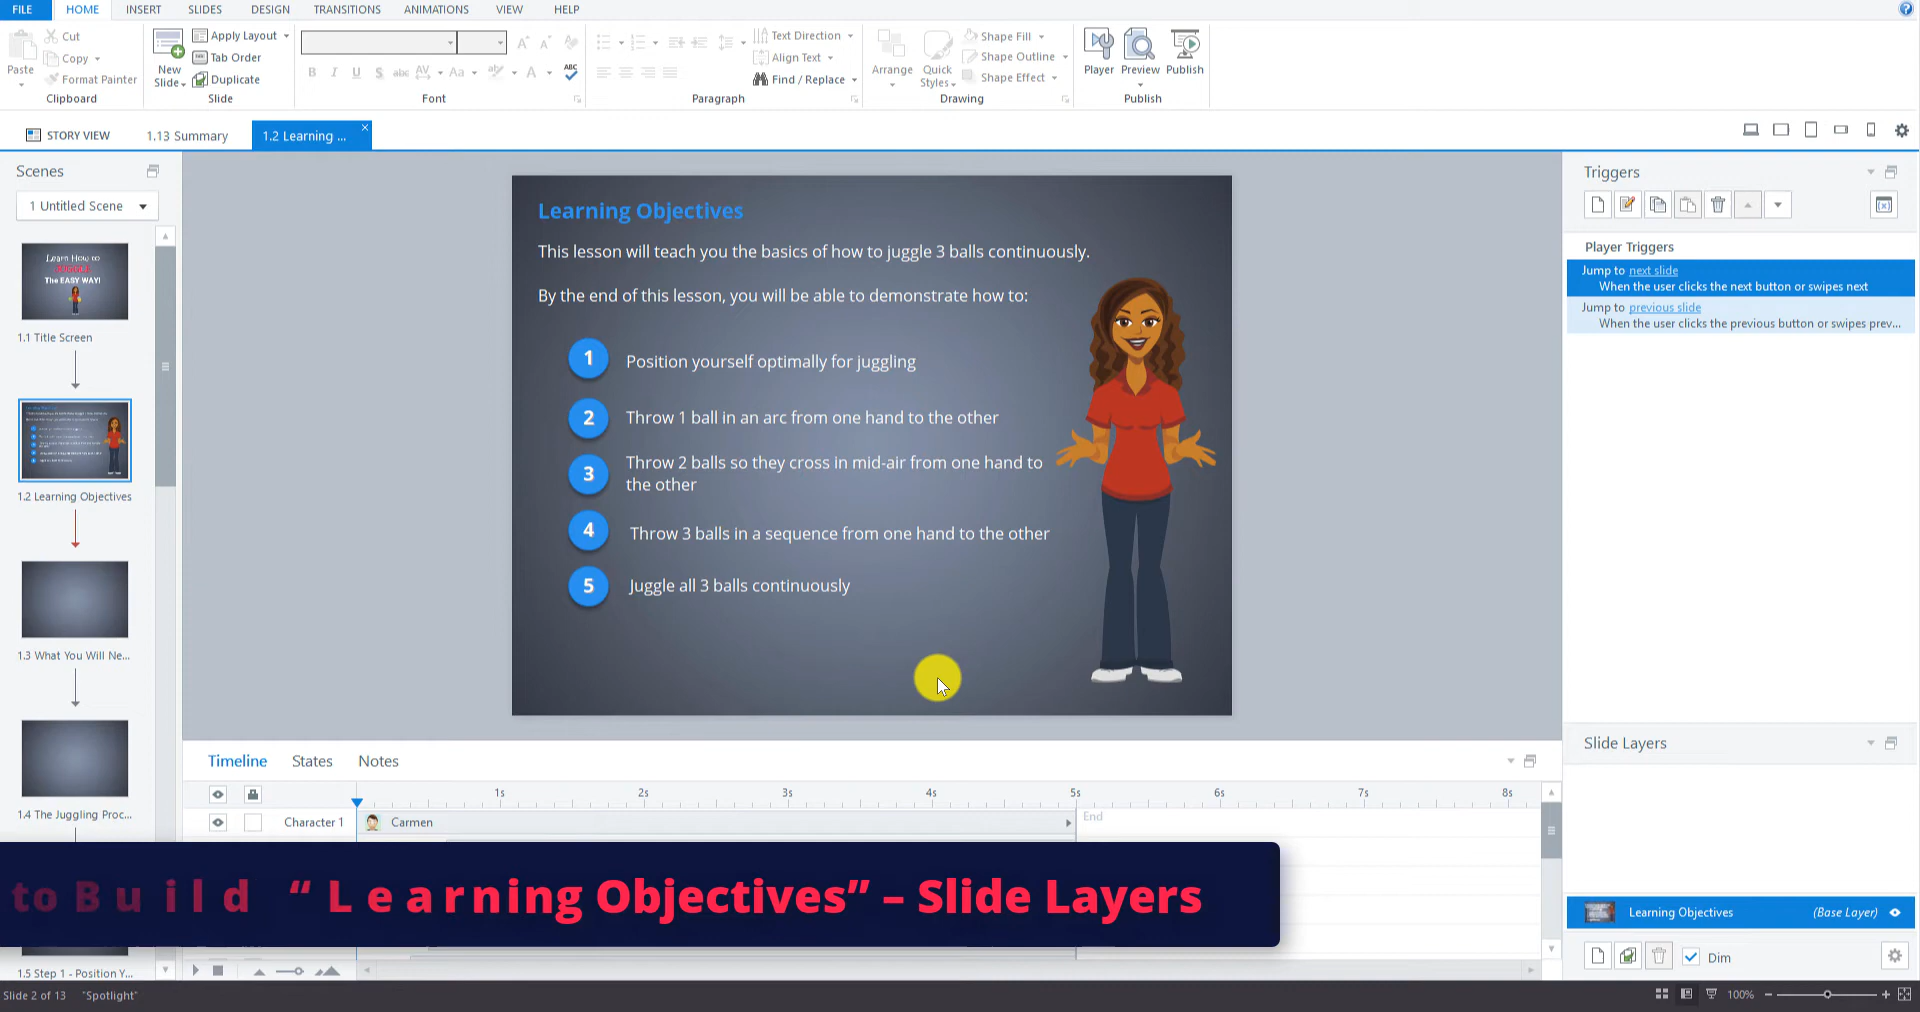 FILE HOME INSERT SLIDES DESIGN TRANSITIONS ANIMATIONS VIEW HELP
Paste
Cut
Copy
Format Painter
Clipboard
New Slide
Apply Layout
Tab Order
Duplicate
Slide
B I U S abc AV Aa A
ABC
Font
Text Direction
Align Text
Find / Replace
Paragraph
Arrange
Quick Styles
Shape Fill
Shape Outline
Shape Effect
Drawing
Player
Preview
Publish
Publish
STORY VIEW
1.13 Summary
1.2 Learning ...
Scenes
1 Untitled Scene
Learn How to
The EASY WAY!
1.1 Title Screen
1.2 Learning Objectives
1.3 What You Will Ne...
1.4 The Juggling Proc...
1.5 Step 1 - Position Y...
Learning Objectives
This lesson will teach you the basics of how to juggle 3 balls continuously.
By the end of this lesson, you will be able to demonstrate how to:
1 Position yourself optimally for juggling
2 Throw 1 ball in an arc from one hand to the other
3 Throw 2 balls so they cross in mid-air from one hand to
the other
4 Throw 3 balls in a sequence from one hand to the other
5 Juggle all 3 balls continuously
Triggers
Player Triggers
Jump to next slide
When the user clicks the next button or swipes next
Jump to previous slide
When the user clicks the previous button or swipes prev...
Timeline States Notes
1s 2s 3s 4s 5s 6s 7s 8s
Character 1 Carmen End
to Build “Learning Objectives” – Slide Layers
Slide Layers
Learning Objectives (Base Layer)
Dim
Slide 2 of 13 "Spotlight"
100%